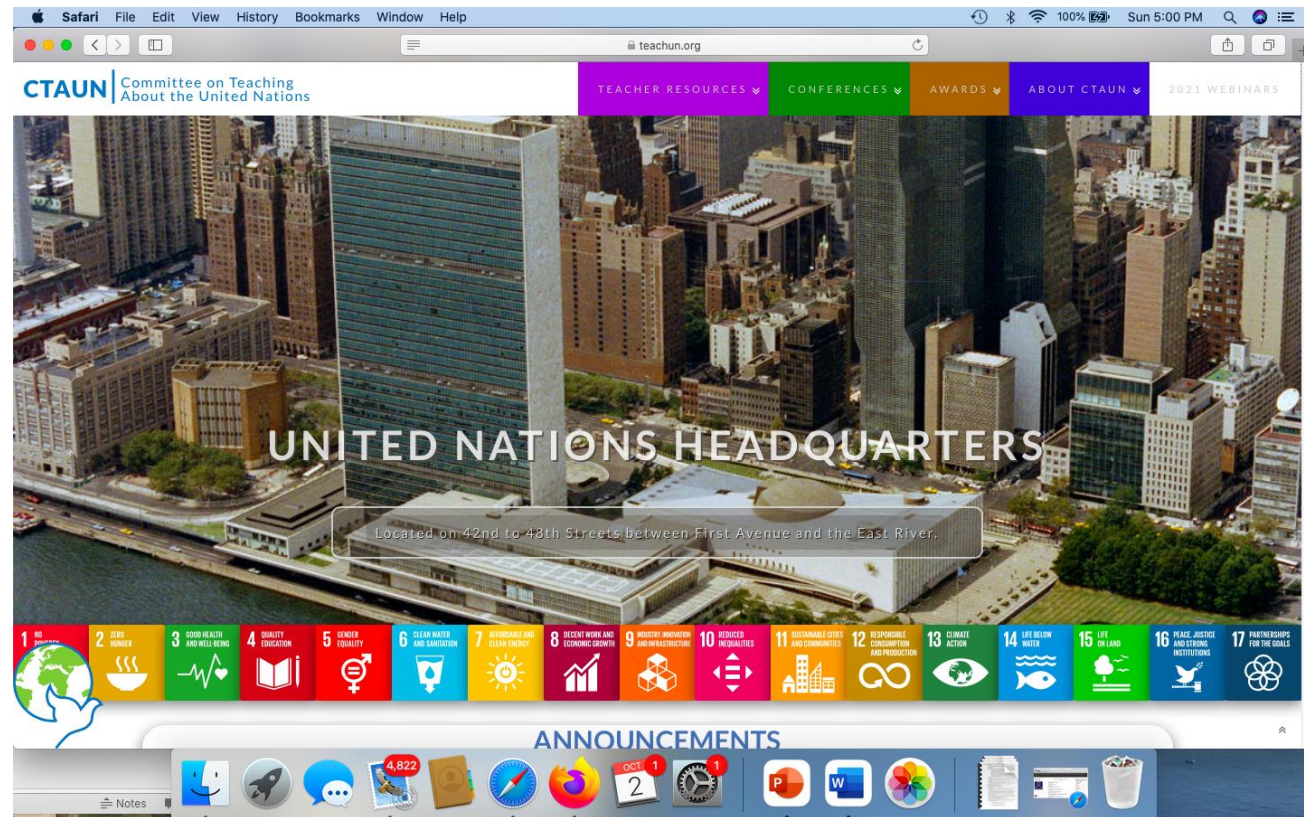 Safari File Edit View History Bookmarks Window Help 100% Sun 5:00 PM
teachun.org
CTAUN Committee on Teaching
About the United Nations
TEACHER RESOURCES CONFERENCES AWARDS ABOUT CTAUN 2021 WEBINARS
UNITED NATIONS HEADQUARTERS
Located on 42nd to 48th Streets between First Avenue and the East River.
1 NO
POVERTY
2 ZERO
HUNGER
3 GOOD HEALTH
AND WELL-BEING
4 QUALITY
EDUCATION
5 GENDER
EQUALITY
6 CLEAN WATER
AND SANITATION
7 AFFORDABLE AND
CLEAN ENERGY
8 DECENT WORK AND
ECONOMIC GROWTH
9 INDUSTRY, INNOVATION
AND INFRASTRUCTURE
10 REDUCED
INEQUALITIES
11 SUSTAINABLE CITIES
AND COMMUNITIES
12 RESPONSIBLE
CONSUMPTION
AND PRODUCTION
13 CLIMATE
ACTION
14 LIFE BELOW
WATER
15 LIFE
ON LAND
16 PEACE, JUSTICE
AND STRONG
INSTITUTIONS
17 PARTNERSHIPS
FOR THE GOALS
ANNOUNCEMENTS
4,822
OCT 1
2
1
P
W
Notes